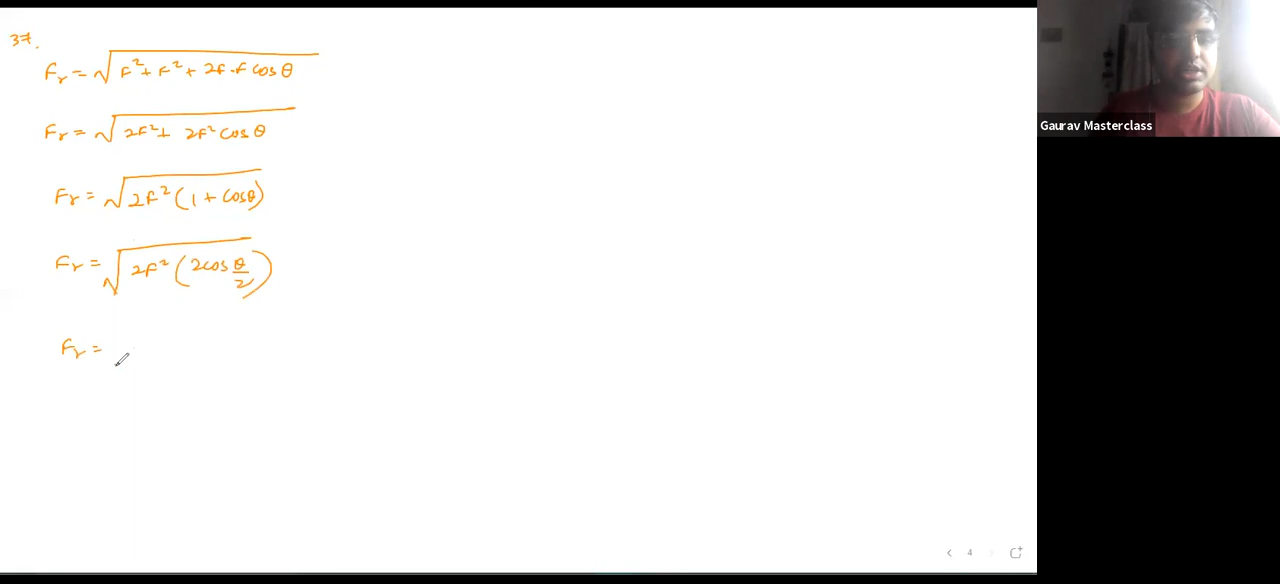 37.
Fr = √F² + F² + 2F·F cos θ
Fr = √2F² + 2F² cos θ
Fr = √2F² (1 + cosθ)
Fr = √2F² (2cos θ/2)
Fr =
Gaurav Masterclass
4